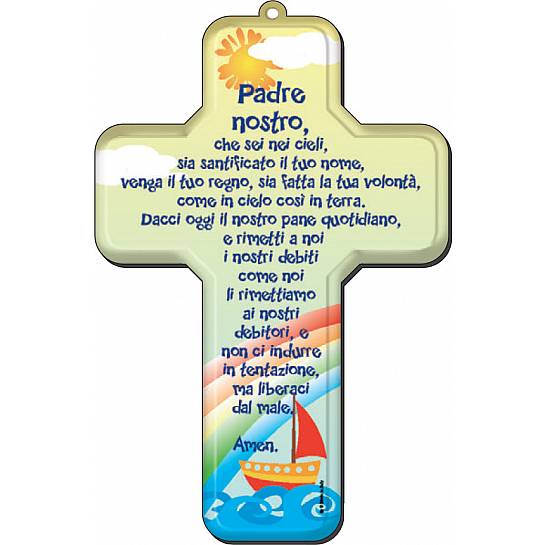 Padre
nostro,
che sei nei cieli,
sia santificato il tuo nome,
venga il tuo regno, sia fatta la tua volontà,
come in cielo così in terra.
Dacci oggi il nostro pane quotidiano,
e rimetti a noi
i nostri debiti
come noi
li rimettiamo
ai nostri
debitori, e
non ci indurre
in tentazione,
ma liberaci
dal male.
Amen.